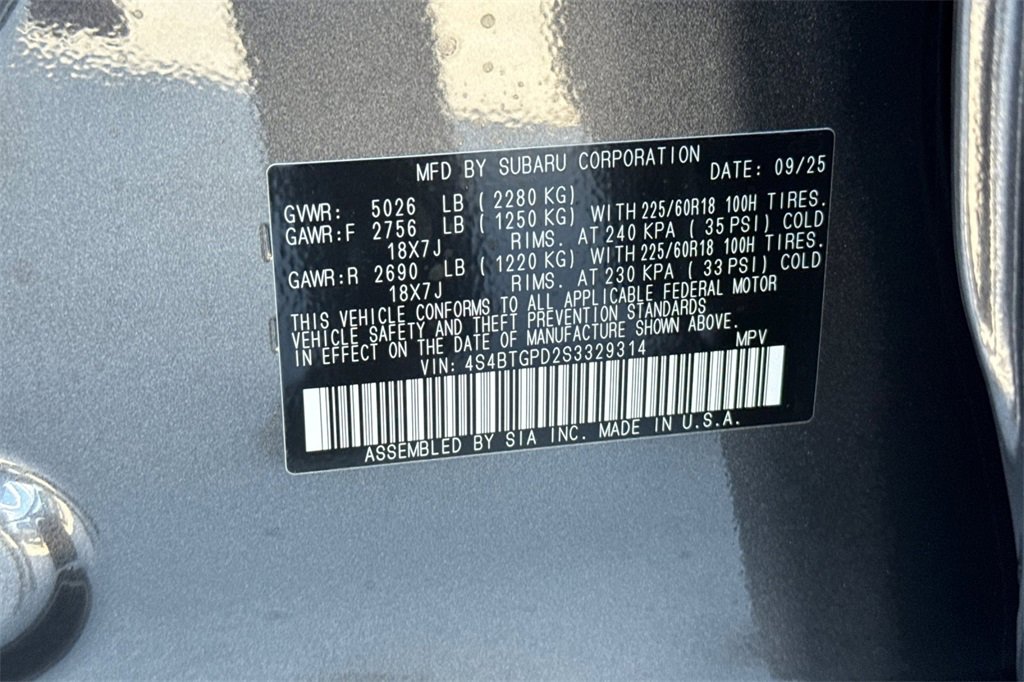 MFD BY SUBARU CORPORATION DATE: 09/25
GVWR: 5026 LB ( 2280 KG)
GAWR:F 2756 LB ( 1250 KG) WITH 225/60R18 100H TIRES.
18X7J RIMS. AT 240 KPA ( 35 PSI) COLD
GAWR:R 2690 LB ( 1220 KG) WITH 225/60R18 100H TIRES.
18X7J RIMS. AT 230 KPA ( 33 PSI) COLD
THIS VEHICLE CONFORMS TO ALL APPLICABLE FEDERAL MOTOR
VEHICLE SAFETY AND THEFT PREVENTION STANDARDS
IN EFFECT ON THE DATE OF MANUFACTURE SHOWN ABOVE.
VIN: 4S4BTGPD2S3329314 MPV
ASSEMBLED BY SIA INC. MADE IN U.S.A.